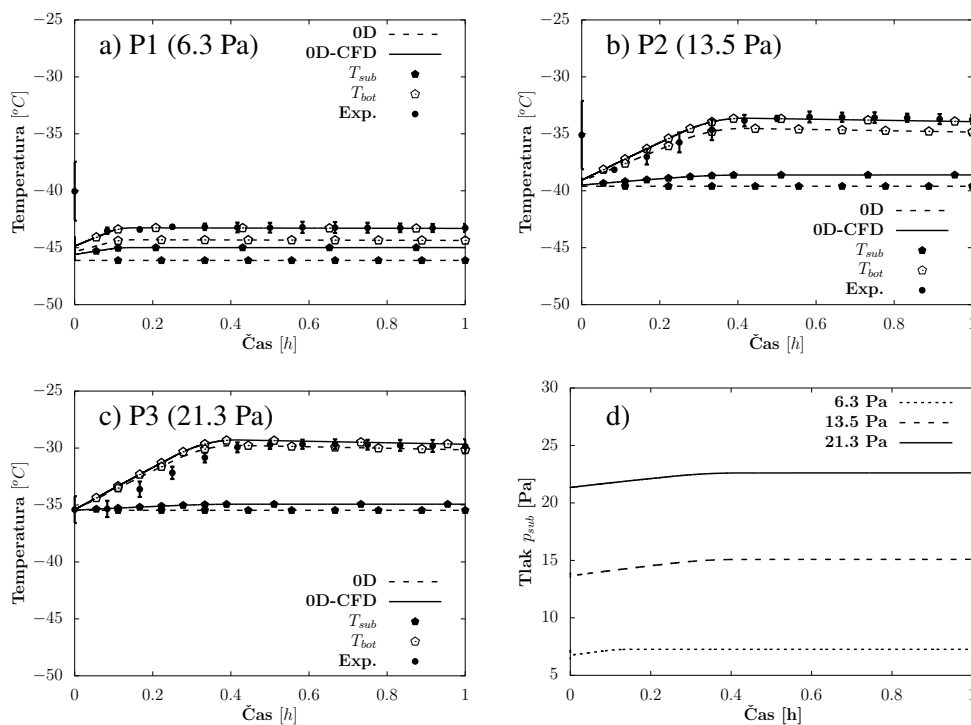 a) P1 (6.3 Pa)
0D
0D-CFD
T_sub
T_bot
Exp.
−25
−30
−35
−40
−45
−50
0 0.2 0.4 0.6 0.8 1
Temperatura [°C]
Čas [h]
b) P2 (13.5 Pa)
0D
0D-CFD
T_sub
T_bot
Exp.
−25
−30
−35
−40
−45
−50
0 0.2 0.4 0.6 0.8 1
Temperatura [°C]
Čas [h]
c) P3 (21.3 Pa)
0D
0D-CFD
T_sub
T_bot
Exp.
−25
−30
−35
−40
−45
−50
0 0.2 0.4 0.6 0.8 1
Temperatura [°C]
Čas [h]
d)
6.3 Pa
13.5 Pa
21.3 Pa
30
25
20
15
10
5
0 0.2 0.4 0.6 0.8 1
Tlak p_sub [Pa]
Čas [h]